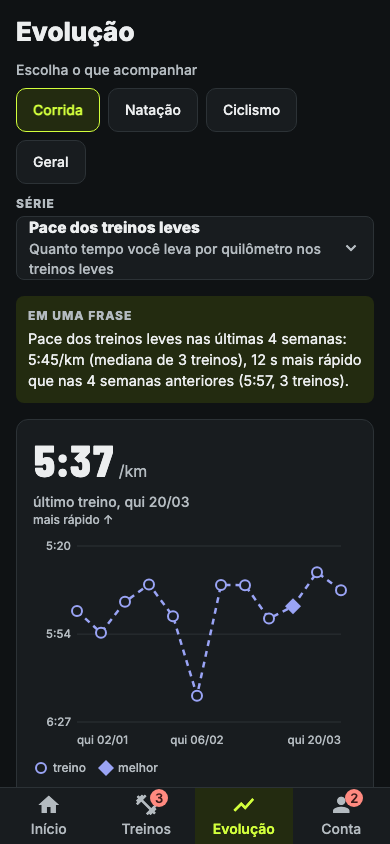 Evolução
Escolha o que acompanhar
Corrida
Natação
Ciclismo
Geral
SÉRIE
Pace dos treinos leves
Quanto tempo você leva por quilômetro nos
treinos leves
EM UMA FRASE
Pace dos treinos leves nas últimas 4 semanas:
5:45/km (mediana de 3 treinos), 12 s mais rápido
que nas 4 semanas anteriores (5:57, 3 treinos).
5:37 /km
último treino, qui 20/03
mais rápido ↑
5:20
5:54
6:27
qui 02/01
qui 06/02
qui 20/03
treino
melhor
3
2
Início
Treinos
Evolução
Conta